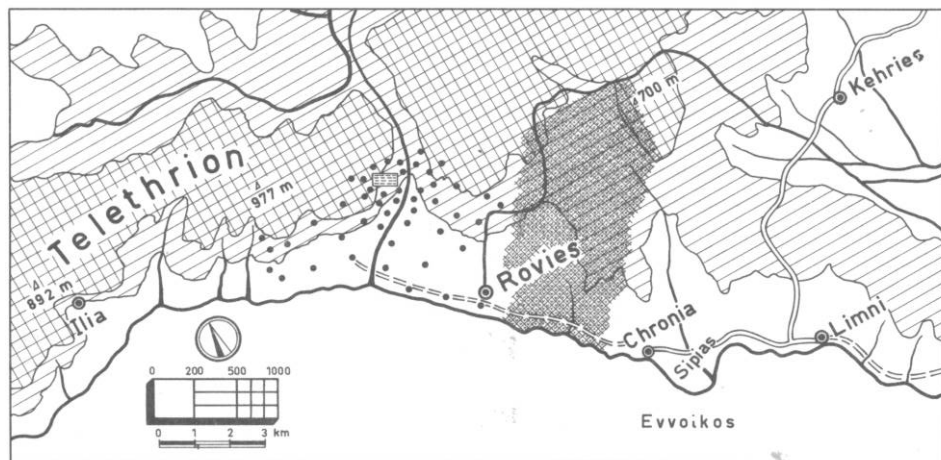 Kehries
700 m
Telethrion
977 m
892 m
Ilia
Rovies
Chronia
Sipias
Limni
Evvoikos
0 200 500 1000
0 1 2 3 km